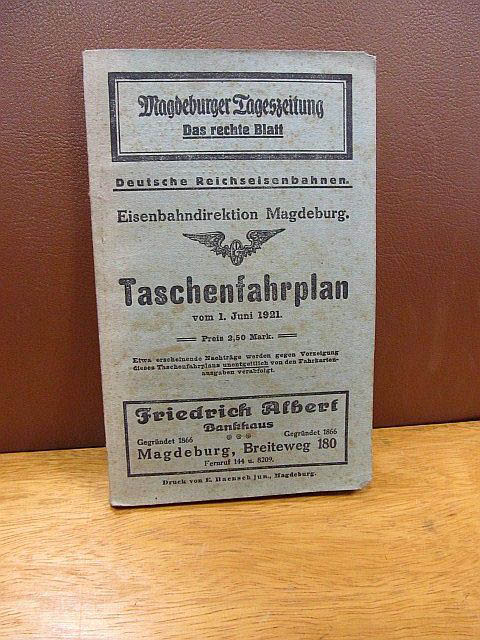 Magdeburger Tageszeitung
Das rechte Blatt
Deutsche Reichseisenbahnen.
Eisenbahndirektion Magdeburg.
Taschenfahrplan
vom 1. Juni 1921.
Preis 2,50 Mark.
Etwa erscheinende Nachträge werden gegen Vorzeigung
dieses Taschenfahrplans unentgeltlich von den Fahrkarten-
ausgaben verabfolgt.
Friedrich Albert
Bankhaus
Gegründet 1866 Gegründet 1866
Magdeburg, Breiteweg 180
Fernruf 144 u. 8209.
Druck von E. Baensch jun., Magdeburg.